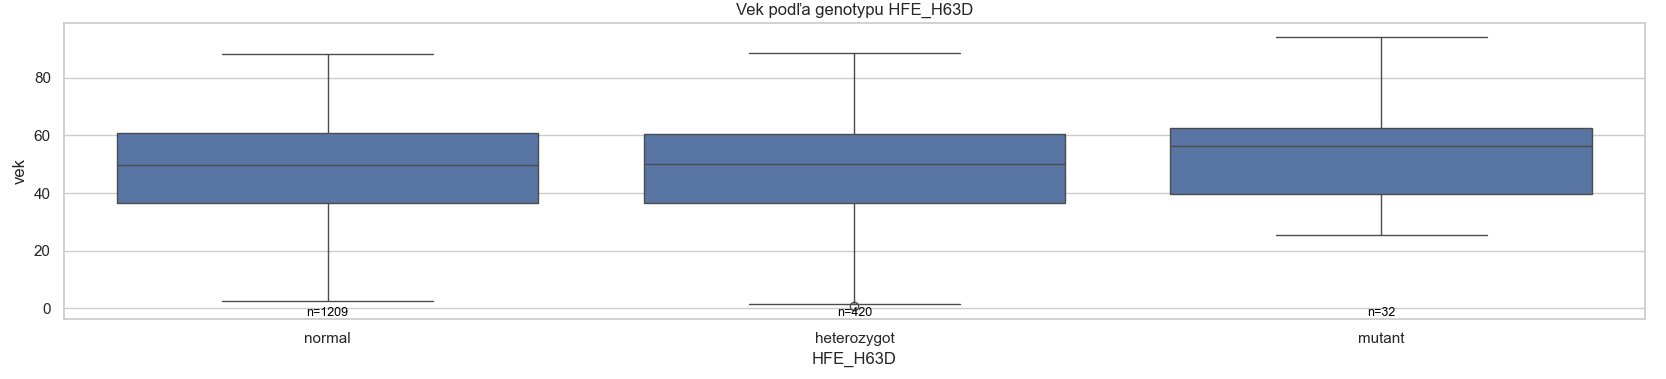 Vek podľa genotypu HFE_H63D
vek
80
60
40
20
0
n=1209
n=420
n=32
normal
heterozygot
mutant
HFE_H63D